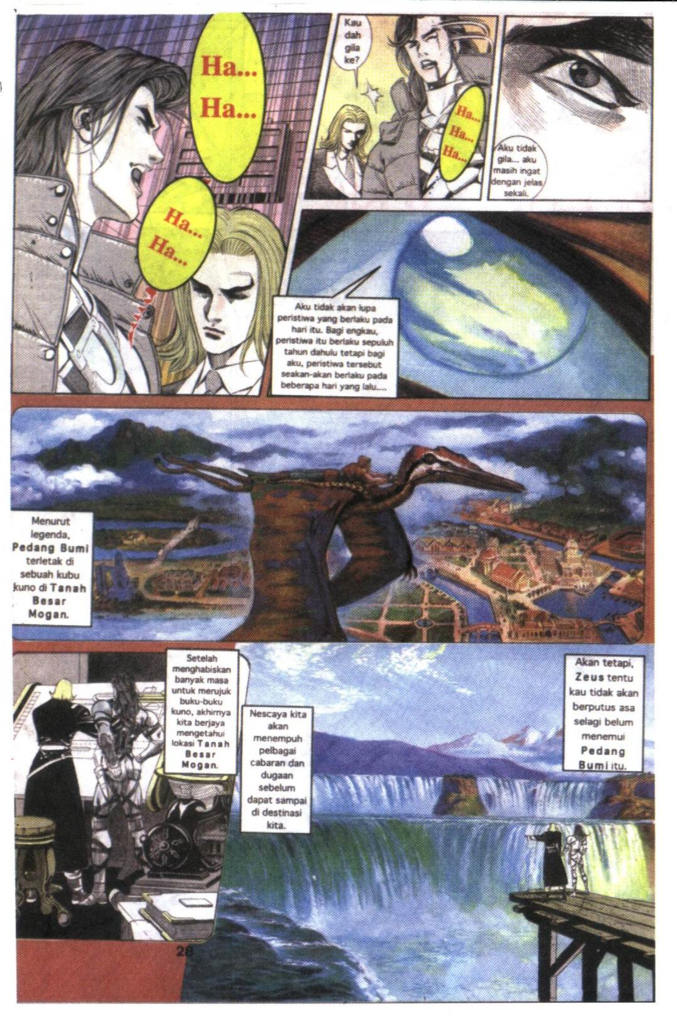 Ha...
Ha...
Ha...
Ha...
Kau
dah
gila
ke?
Ha...
Ha...
Ha...
Aku tidak
gila... aku
masih ingat
dengan jelas
sekali.
Aku tidak akan lupa
peristiwa yang berlaku pada
hari itu. Bagi engkau,
peristiwa itu berlaku sepuluh
tahun dahulu tetapi bagi
aku, peristiwa tersebut
seakan-akan berlaku pada
beberapa hari yang lalu....
Menurut
legenda,
Pedang Bumi
terletak di
sebuah kubu
kuno di Tanah
Besar
Mogan.
Setelah
menghabiskan
banyak masa
untuk merujuk
buku-buku
kuno, akhirnya
kita berjaya
mengetahui
lokasi Tanah
Besar
Mogan.
Nescaya kita
akan
menempuh
pelbagai
cabaran dan
dugaan
sebelum
dapat sampai
di destinasi
kita.
Akan tetapi,
Zeus tentu
kau tidak akan
berputus asa
selagi belum
menemui
Pedang
Bumi itu.
28